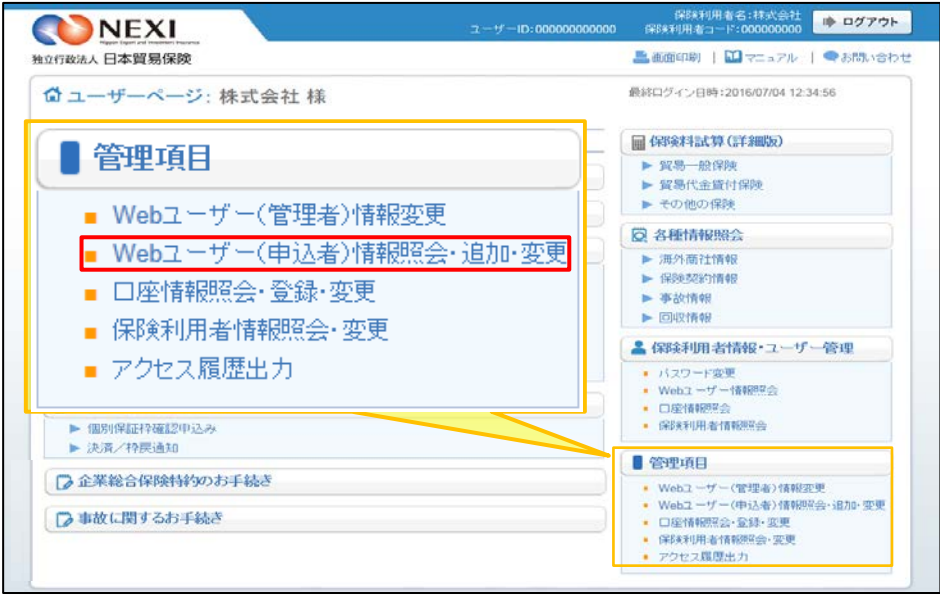 NEXI
Nippon Export and Investment Insurance
独立行政法人 日本貿易保険
ユーザーID:000000000000
保険利用者名:株式会社
保険利用者コード:000000000
ログアウト
画面印刷 | マニュアル | お問い合わせ
ユーザーページ: 株式会社 様
最終ログイン日時:2016/07/04 12:34:56
管理項目
Webユーザー(管理者)情報変更
Webユーザー(申込者)情報照会・追加・変更
口座情報照会・登録・変更
保険利用者情報照会・変更
アクセス履歴出力
個別保証枠確認申込み
決済/枠戻通知
企業総合保険特約のお手続き
事故に関するお手続き
保険料試算(詳細版)
貿易一般保険
貿易代金貸付保険
その他の保険
各種情報照会
海外商社情報
保険契約情報
事故情報
回収情報
保険利用者情報・ユーザー管理
パスワード変更
Webユーザー情報照会
口座情報照会
保険利用者情報照会
管理項目
Webユーザー(管理者)情報変更
Webユーザー(申込者)情報照会・追加・変更
口座情報照会・登録・変更
保険利用者情報照会・変更
アクセス履歴出力